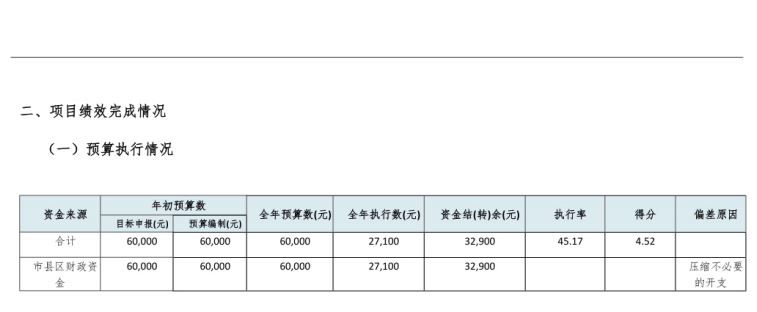 二、项目绩效完成情况
（一）预算执行情况
资金来源 年初预算数 全年预算数(元) 全年执行数(元) 资金结(转)余(元) 执行率 得分 偏差原因
目标申报(元) 预算编制(元)
合计 60,000 60,000 60,000 27,100 32,900 45.17 4.52
市县区财政资 60,000 60,000 60,000 27,100 32,900 压缩不必要
金 的开支